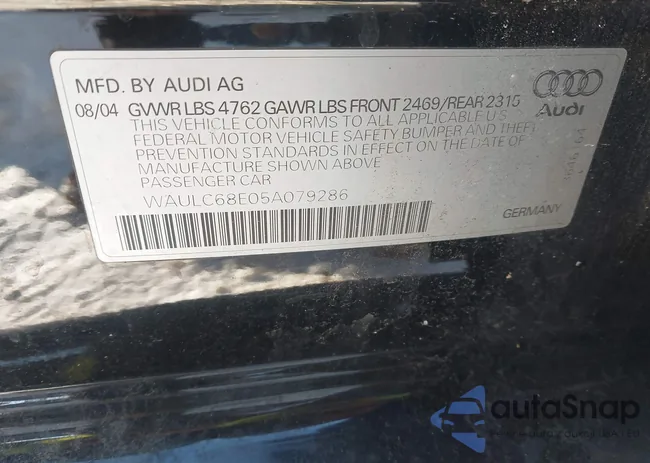 MFD. BY AUDI AG
08/04 GVWR LBS 4762 GAWR LBS FRONT 2469/REAR 2315
THIS VEHICLE CONFORMS TO ALL APPLICABLE U.S.
FEDERAL MOTOR VEHICLE SAFETY BUMPER AND THEFT
PREVENTION STANDARDS IN EFFECT ON THE DATE OF
MANUFACTURE SHOWN ABOVE
PASSENGER CAR
WAULC68E05A079286
Audi
GERMANY
autoSnap